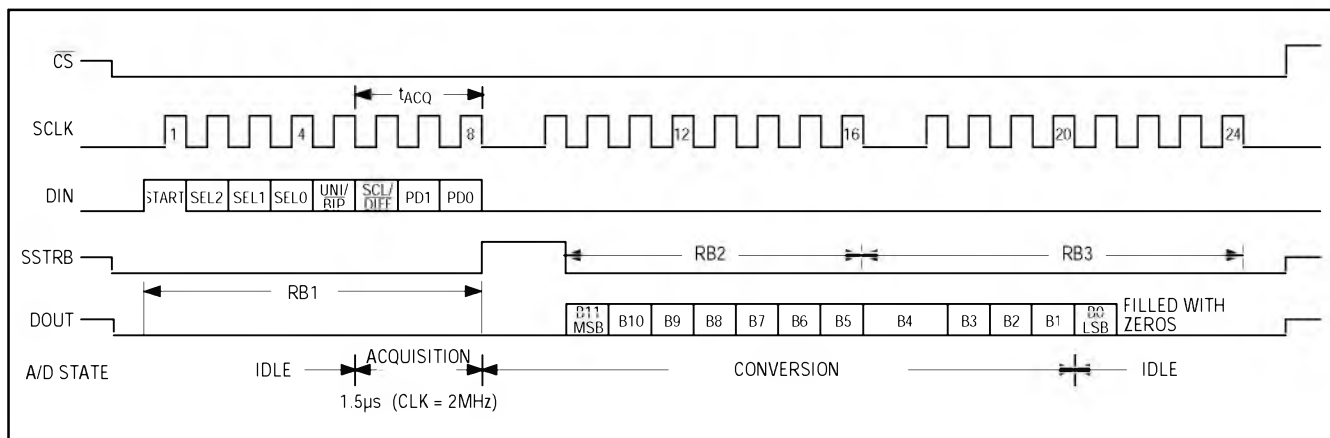 CS
tACQ
SCLK 1 4 8 12 16 20 24
DIN START SEL2 SEL1 SEL0 UNI/BIP SCL/DIFF PD1 PD0
SSTRB
RB1 RB2 RB3
DOUT B11 MSB B10 B9 B8 B7 B6 B5 B4 B3 B2 B1 B0 LSB FILLED WITH ZEROS
A/D STATE IDLE ACQUISITION CONVERSION IDLE
1.5µs (CLK = 2MHz)